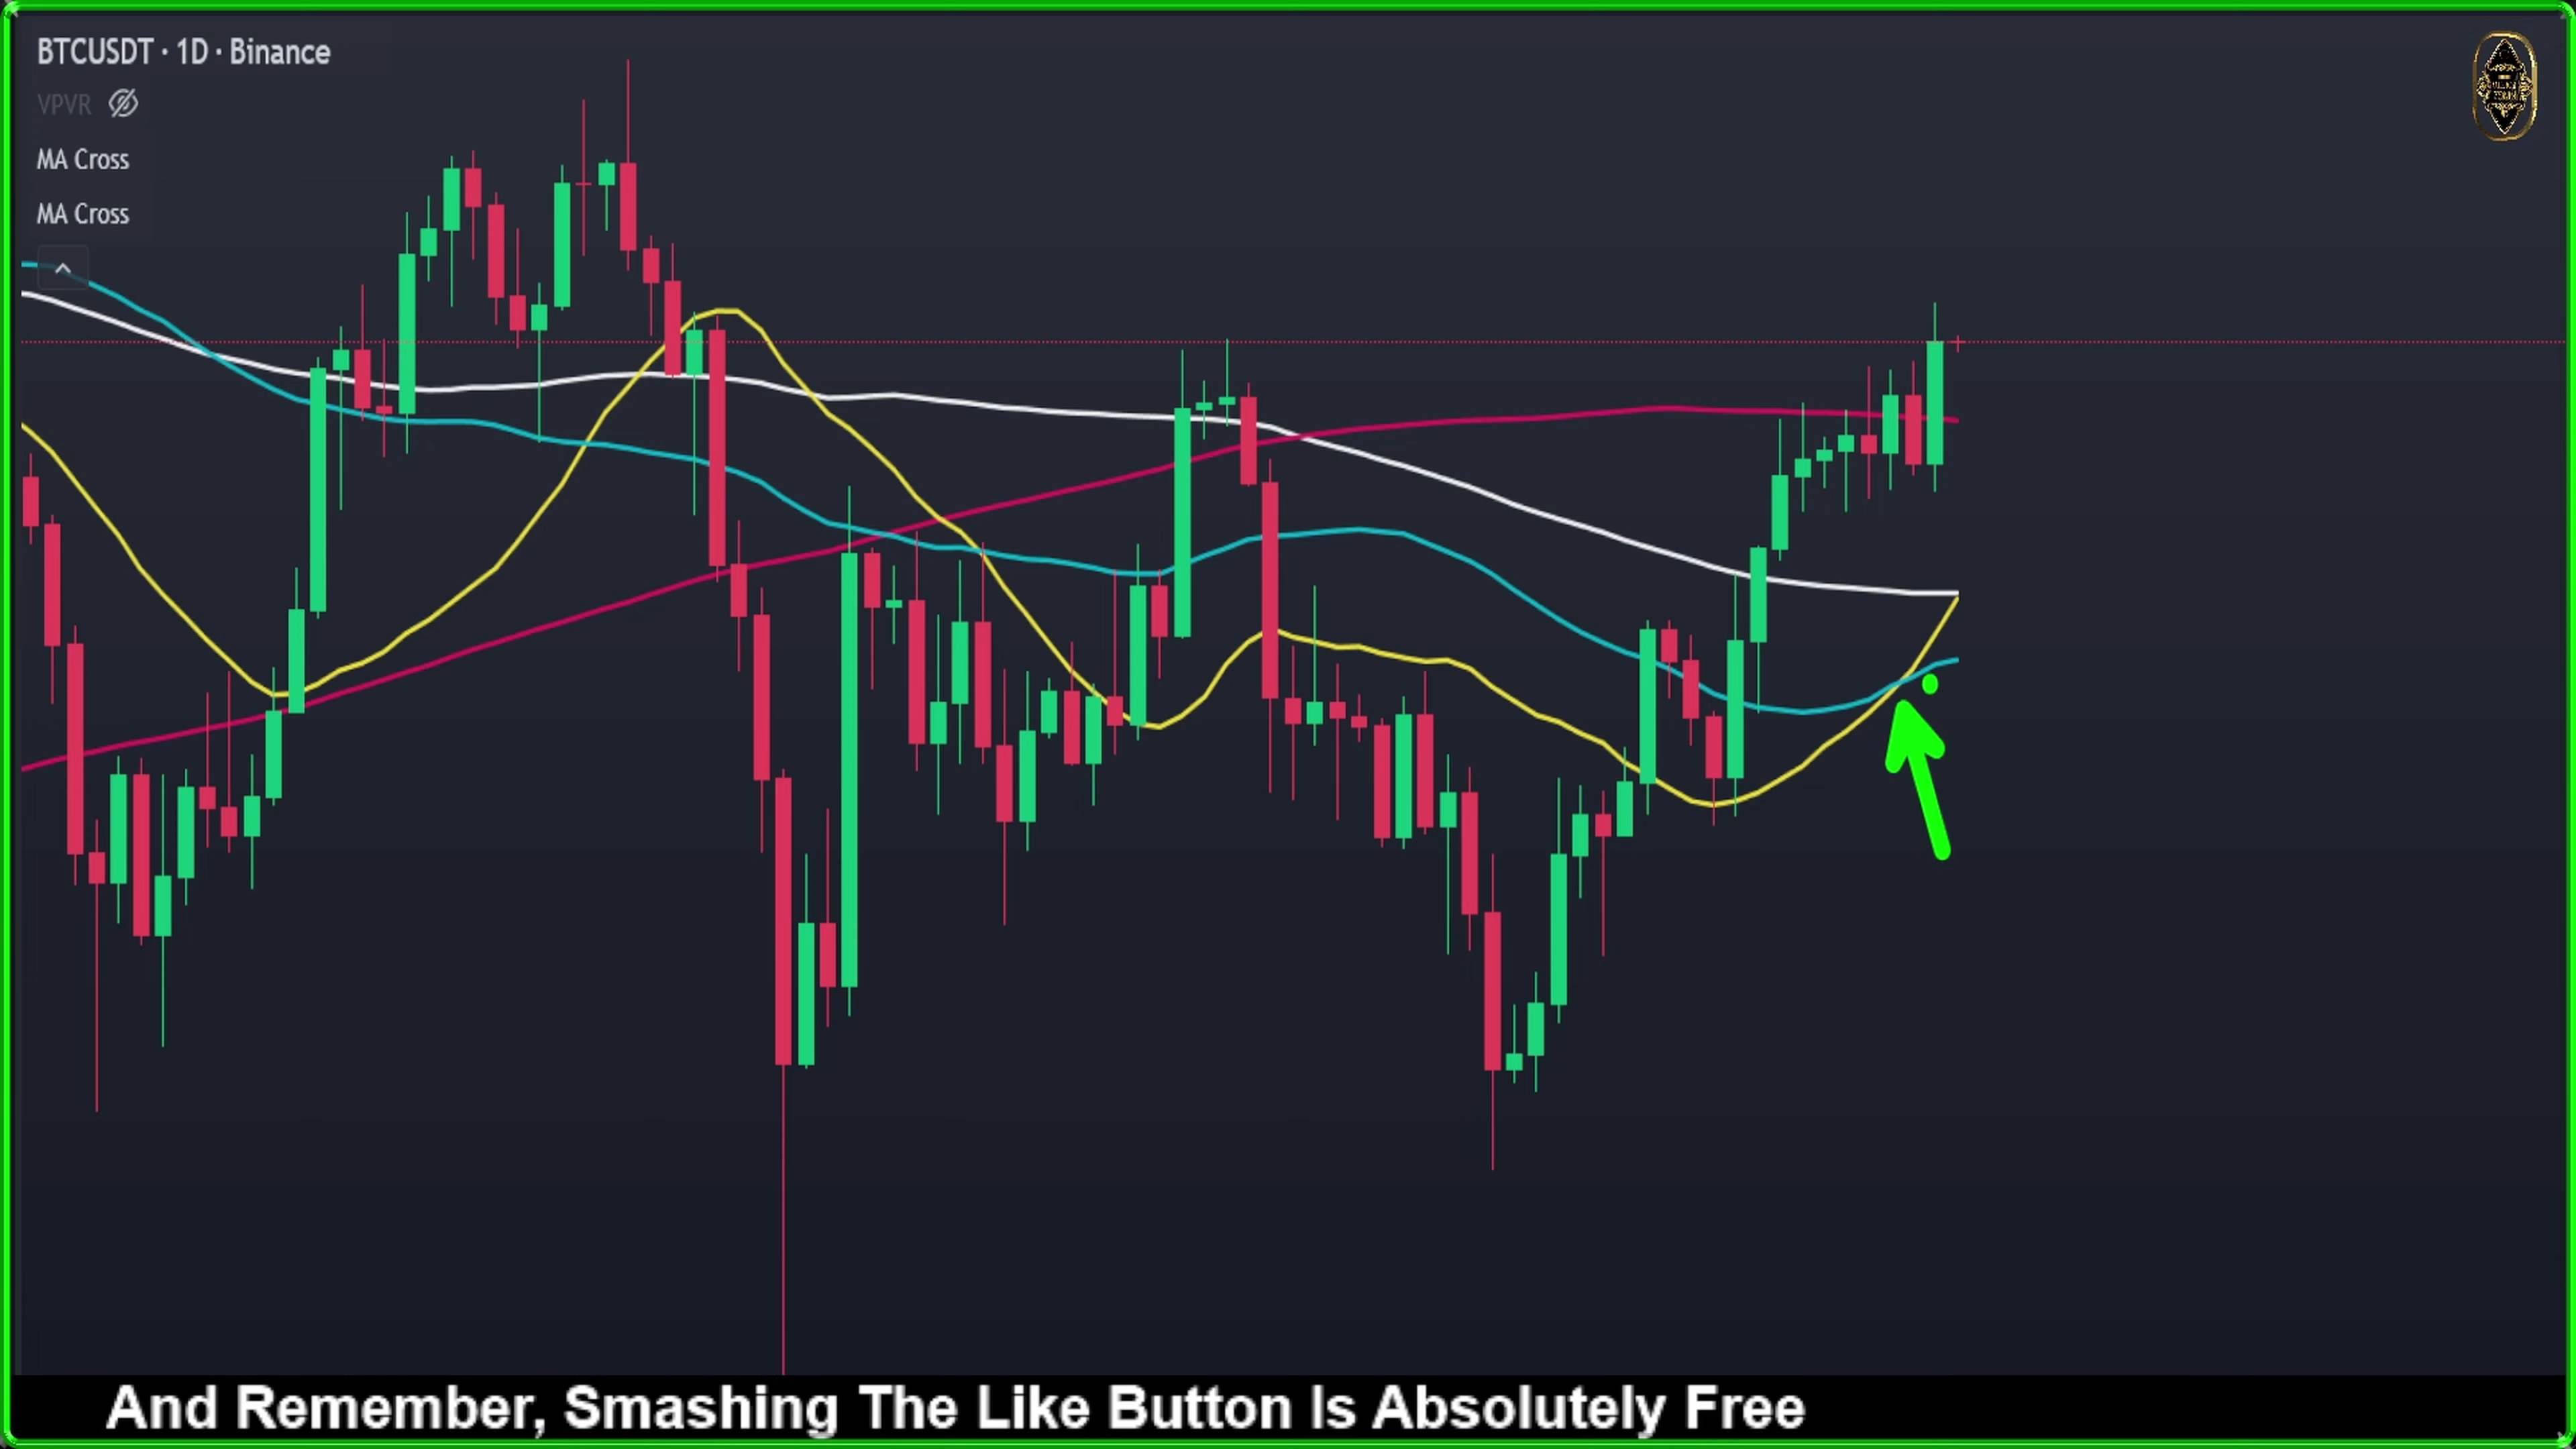 BTCUSDT · 1D · Binance
VPVR
MA Cross
MA Cross
And Remember, Smashing The Like Button Is Absolutely Free